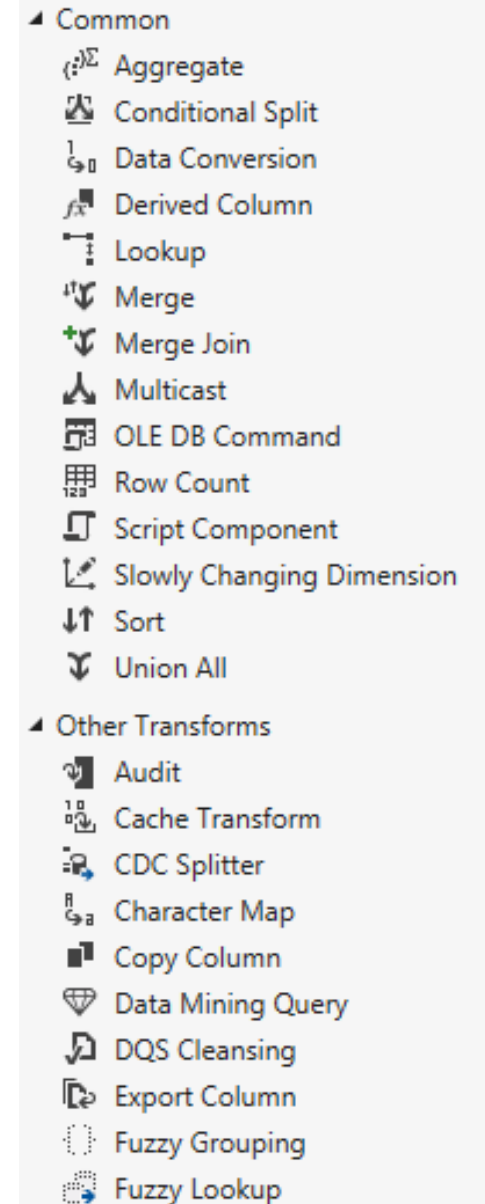 Common
Aggregate
Conditional Split
Data Conversion
Derived Column
Lookup
Merge
Merge Join
Multicast
OLE DB Command
Row Count
Script Component
Slowly Changing Dimension
Sort
Union All
Other Transforms
Audit
Cache Transform
CDC Splitter
Character Map
Copy Column
Data Mining Query
DQS Cleansing
Export Column
Fuzzy Grouping
Fuzzy Lookup